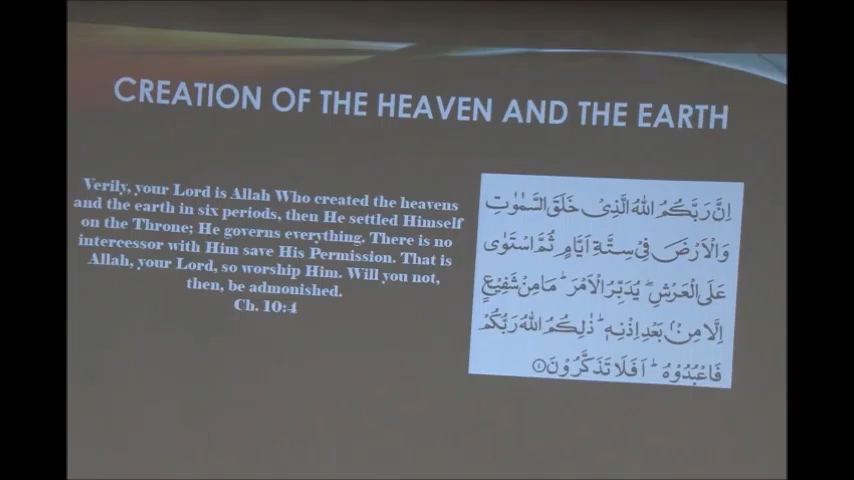 CREATION OF THE HEAVEN AND THE EARTH
Verily, your Lord is Allah Who created the heavens
and the earth in six periods, then He settled Himself
on the Throne; He governs everything. There is no
intercessor with Him save His Permission. That is
Allah, your Lord, so worship Him. Will you not,
then, be admonished.
Ch. 10:4
اِنَّ رَبَّكُمُ اللّٰهُ الَّذِىْ خَلَقَ السَّمٰوٰتِ
وَالْاَرْضَ فِىْ سِتَّةِ اَيَّامٍ ثُمَّ اسْتَوٰى
عَلَى الْعَرْشِ ؕ يُدَبِّرُ الْاَمْرَ ؕ مَا مِنْ شَفِيْعٍ
اِلَّا مِنْۢ بَعْدِ اِذْنِهٖ ؕ ذٰلِكُمُ اللّٰهُ رَبُّكُمْ
فَاعْبُدُوْهُ ؕ اَفَلَا تَذَكَّرُوْنَ